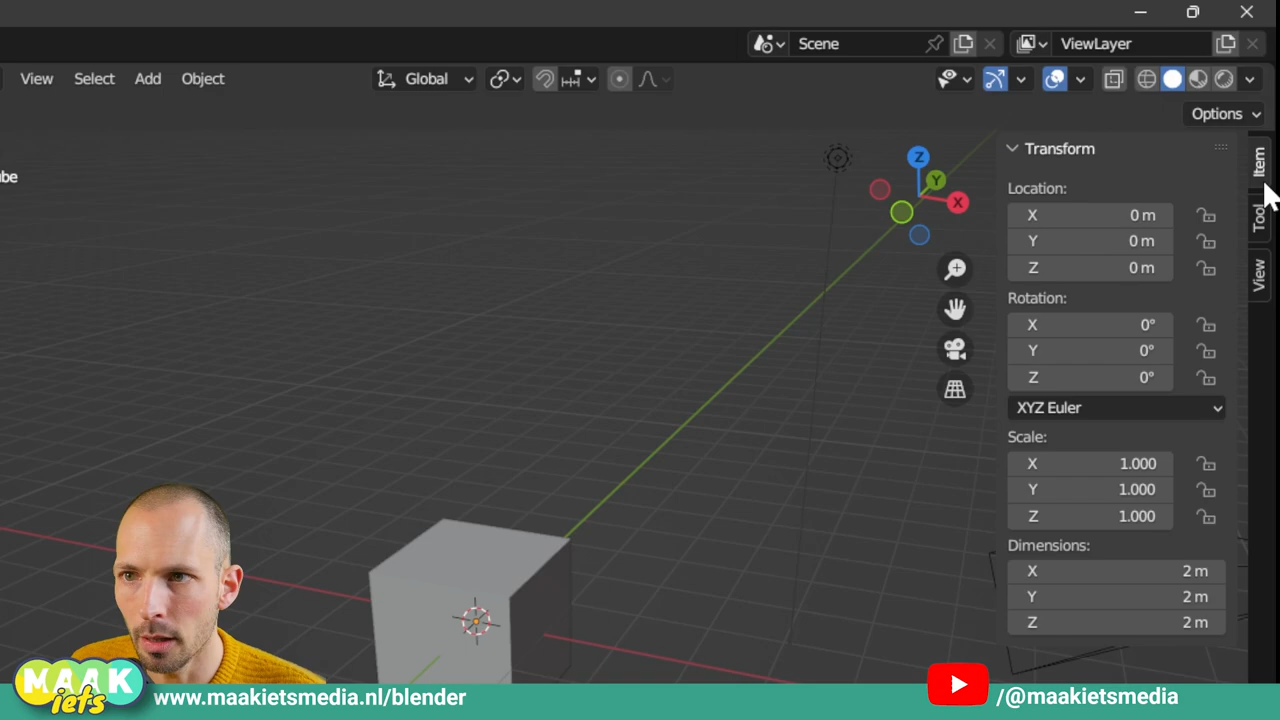 Scene
ViewLayer
View Select Add Object
Global
Options
Transform
Item
Tool
View
Z
Y
X
be
Location:
X 0 m
Y 0 m
Z 0 m
Rotation:
X 0°
Y 0°
Z 0°
XYZ Euler
Scale:
X 1.000
Y 1.000
Z 1.000
Dimensions:
X 2 m
Y 2 m
Z 2 m
MAAK
iets
www.maakietsmedia.nl/blender
/@maakietsmedia